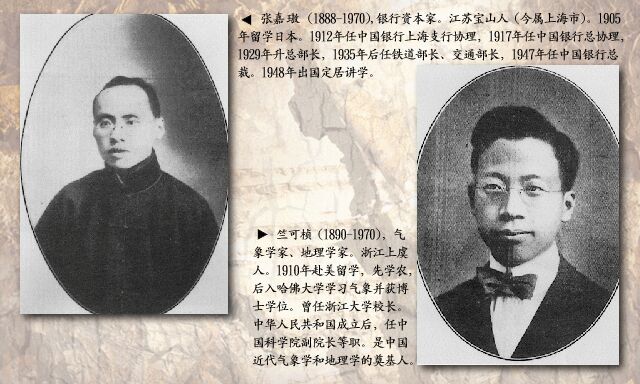 ◀ 张嘉璈（1888-1970），银行资本家。江苏宝山人（今属上海市）。1905
年留学日本。1912年任中国银行上海支行协理，1917年任中国银行总协理，
1929年升总部长，1935年后任铁道部长、交通部长，1947年任中国银行总
裁。1948年出国定居讲学。
▶ 竺可桢（1890-1970），气
象学家、地理学家。浙江上虞
人。1910年赴美留学，先学农，
后入哈佛大学学习气象并获博
士学位。曾任浙江大学校长。
中华人民共和国成立后，任中
国科学院副院长等职。是中国
近代气象学和地理学的奠基人。